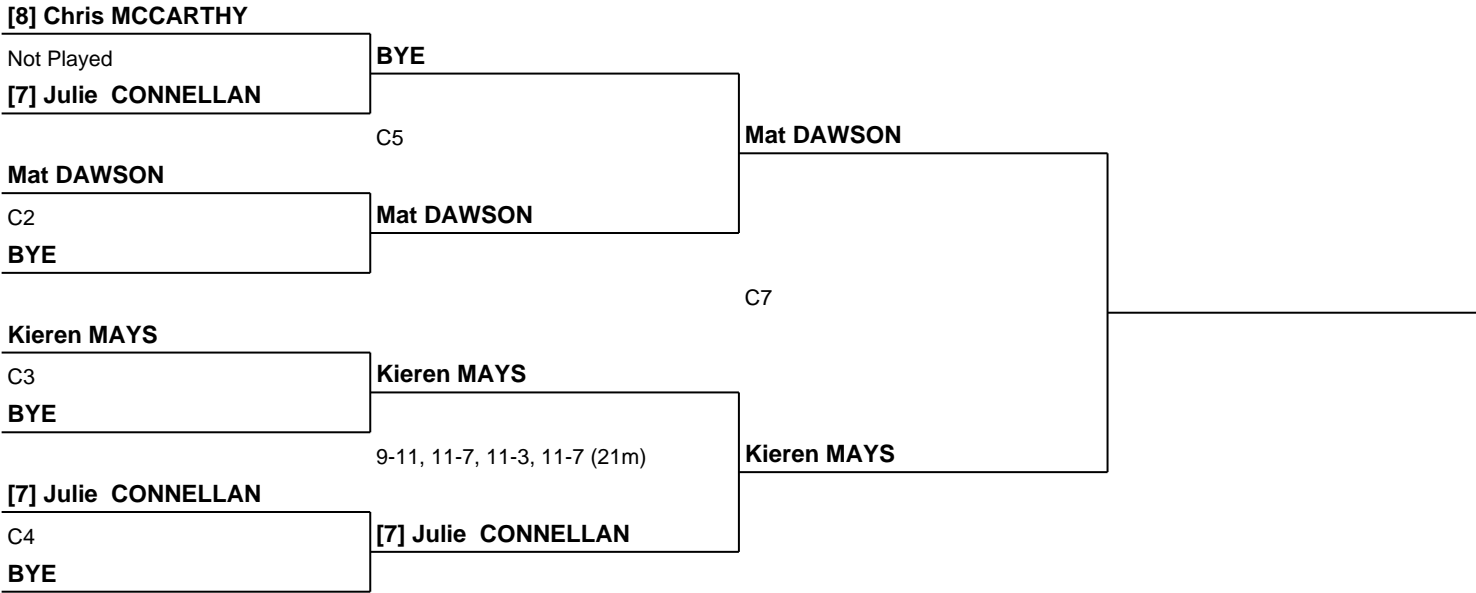 [8] Chris MCCARTHY
Not Played
BYE
[7] Julie CONNELLAN
C5
Mat DAWSON
Mat DAWSON
C2
Mat DAWSON
BYE
C7
Kieren MAYS
C3
Kieren MAYS
BYE
9-11, 11-7, 11-3, 11-7 (21m)
Kieren MAYS
[7] Julie CONNELLAN
C4
[7] Julie CONNELLAN
BYE